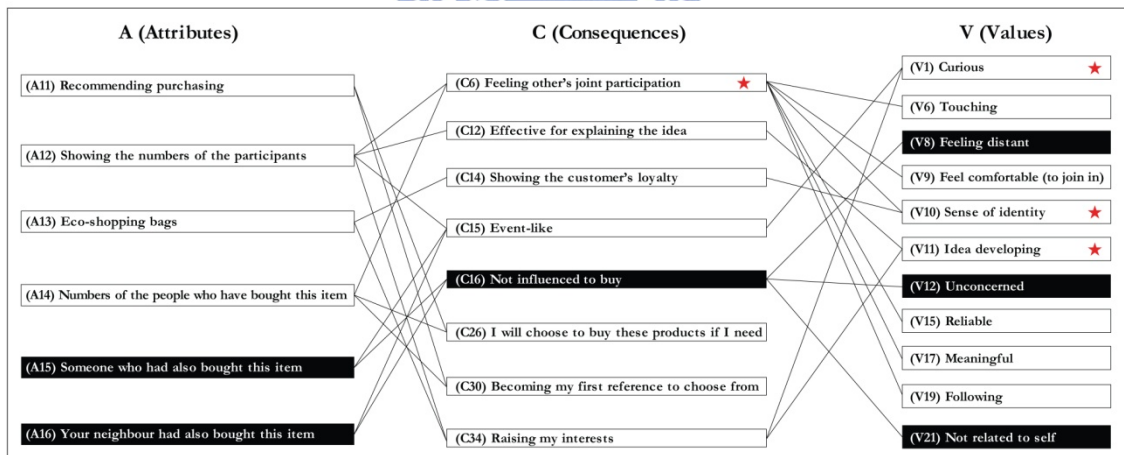 A (Attributes)
C (Consequences)
V (Values)
(A11) Recommending purchasing
(A12) Showing the numbers of the participants
(A13) Eco-shopping bags
(A14) Numbers of the people who have bought this item
(A15) Someone who had also bought this item
(A16) Your neighbour had also bought this item
(C6) Feeling other's joint participation
(C12) Effective for explaining the idea
(C14) Showing the customer's loyalty
(C15) Event-like
(C16) Not influenced to buy
(C26) I will choose to buy these products if I need
(C30) Becoming my first reference to choose from
(C34) Raising my interests
(V1) Curious
(V6) Touching
(V8) Feeling distant
(V9) Feel comfortable (to join in)
(V10) Sense of identity
(V11) Idea developing
(V12) Unconcerned
(V15) Reliable
(V17) Meaningful
(V19) Following
(V21) Not related to self